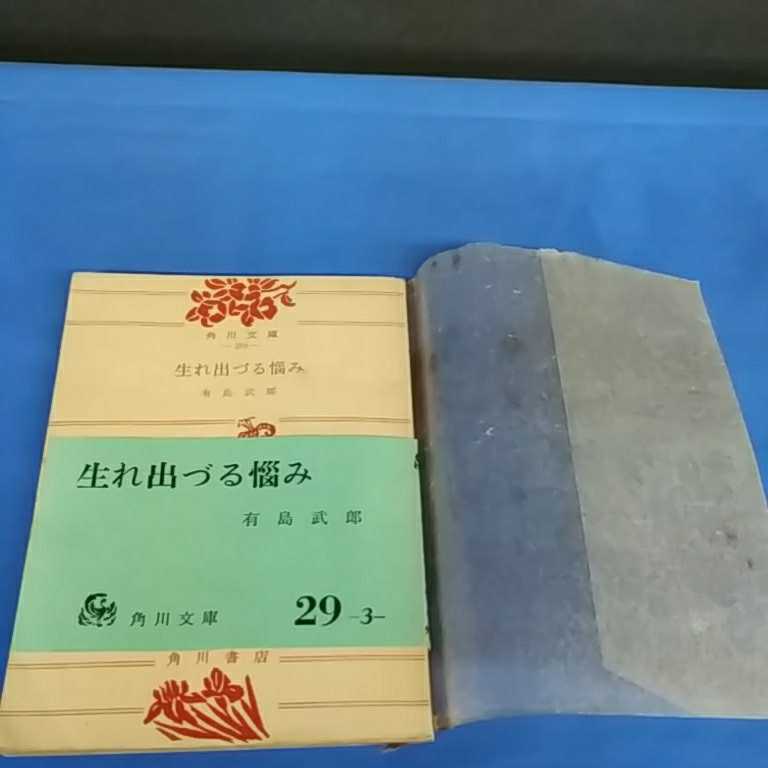 角川文庫
生れ出づる悩み
有島武郎
生れ出づる悩み
有島武郎
角川文庫
29 -3-
角川書店